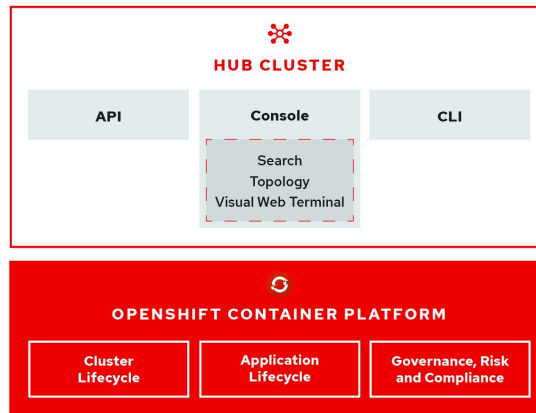 HUB CLUSTER
API
Console
Search
Topology
Visual Web Terminal
CLI
OPENSHIFT CONTAINER PLATFORM
Cluster
Lifecycle
Application
Lifecycle
Governance, Risk
and Compliance